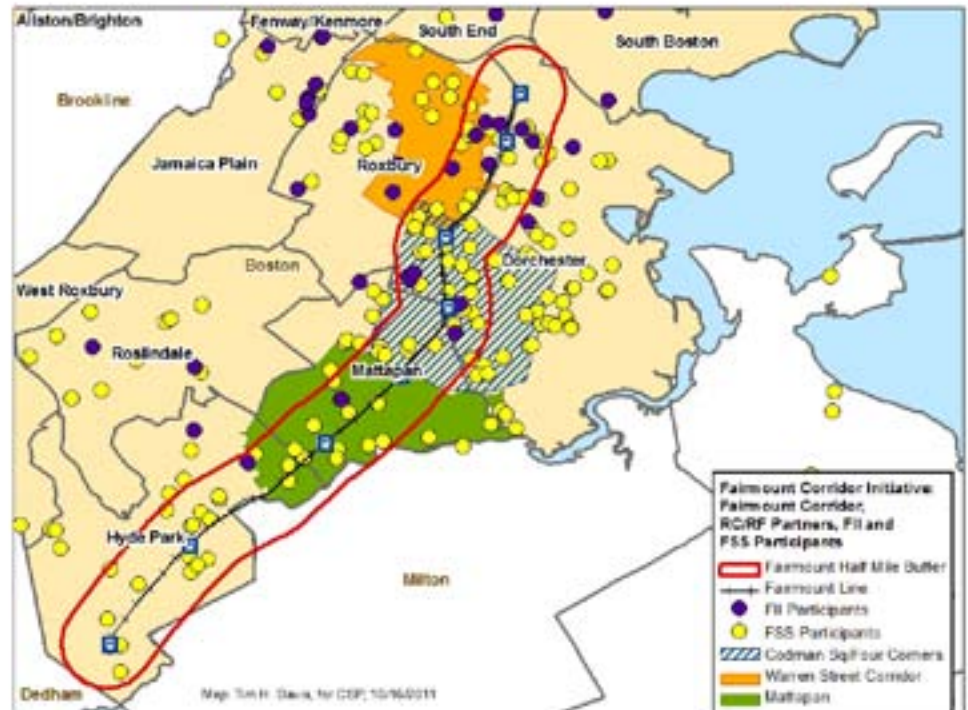 Allston/Brighton
Fenway/Kenmore
South End
South Boston
Brookline
Jamaica Plain
Roxbury
Boston
Dorchester
West Roxbury
Roslindale
Mattapan
Hyde Park
Milton
Dedham
Map: Tim H. Davis, for CSP, 10/16/2011
Fairmount Corridor Initiative:
Fairmount Corridor,
RC/RF Partners, FII and
FSS Participants
Fairmount Half Mile Buffer
Fairmount Line
FII Participants
FSS Participants
Codman Sq/Four Corners
Warren Street Corridor
Mattapan